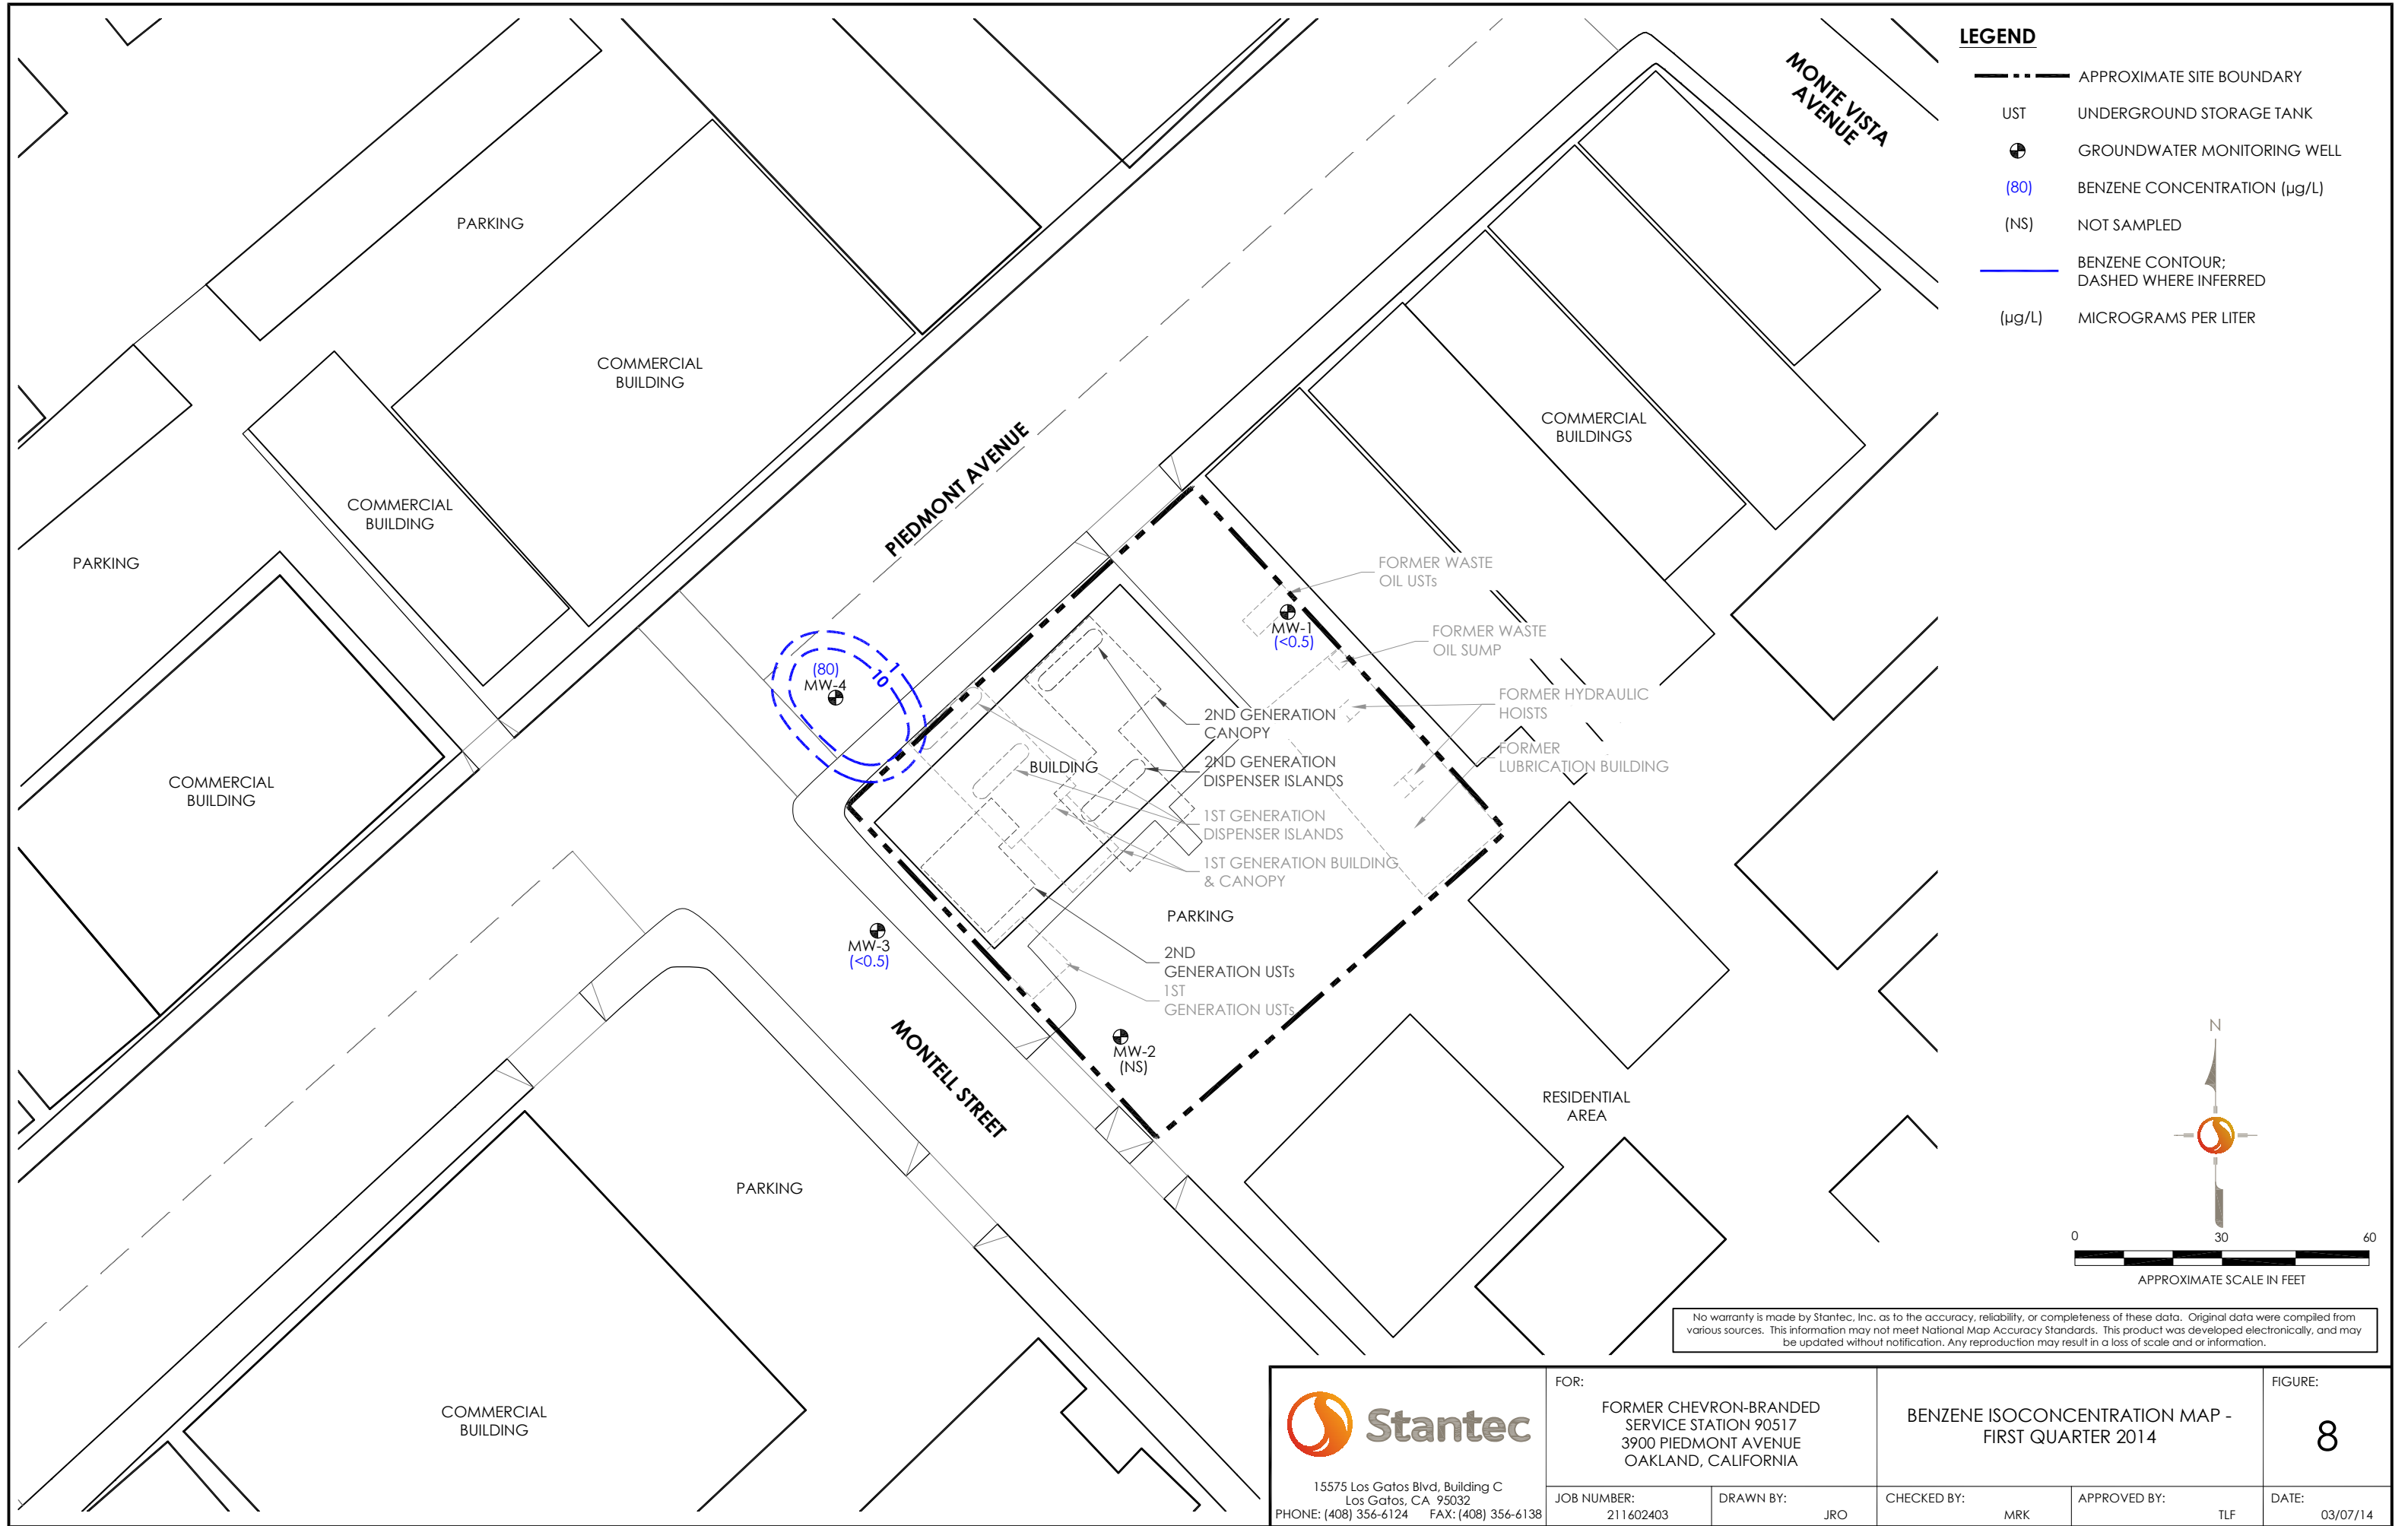 LEGEND
APPROXIMATE SITE BOUNDARY
UST UNDERGROUND STORAGE TANK
GROUNDWATER MONITORING WELL
(80) BENZENE CONCENTRATION (µg/L)
(NS) NOT SAMPLED
BENZENE CONTOUR;
DASHED WHERE INFERRED
(µg/L) MICROGRAMS PER LITER
MONTE VISTA
AVENUE
PARKING
COMMERCIAL
BUILDING
COMMERCIAL
BUILDING
PARKING
COMMERCIAL
BUILDING
PIEDMONT AVENUE
COMMERCIAL
BUILDINGS
FORMER WASTE
OIL USTs
MW-1
(<0.5)
FORMER WASTE
OIL SUMP
(80)
MW-4
1
10
FORMER HYDRAULIC
HOISTS
2ND GENERATION
CANOPY
FORMER
LUBRICATION BUILDING
BUILDING
2ND GENERATION
DISPENSER ISLANDS
1ST GENERATION
DISPENSER ISLANDS
1ST GENERATION BUILDING
& CANOPY
PARKING
MW-3
(<0.5)
2ND
GENERATION USTs
1ST
GENERATION USTs
MW-2
(NS)
MONTELL STREET
RESIDENTIAL
AREA
PARKING
COMMERCIAL
BUILDING
N
0 30 60
APPROXIMATE SCALE IN FEET
No warranty is made by Stantec, Inc. as to the accuracy, reliability, or completeness of these data. Original data were compiled from
various sources. This information may not meet National Map Accuracy Standards. This product was developed electronically, and may
be updated without notification. Any reproduction may result in a loss of scale and or information.
Stantec
15575 Los Gatos Blvd, Building C
Los Gatos, CA 95032
PHONE: (408) 356-6124 FAX: (408) 356-6138
FOR:
FORMER CHEVRON-BRANDED
SERVICE STATION 90517
3900 PIEDMONT AVENUE
OAKLAND, CALIFORNIA
BENZENE ISOCONCENTRATION MAP -
FIRST QUARTER 2014
FIGURE:
8
JOB NUMBER:
211602403
DRAWN BY:
JRO
CHECKED BY:
MRK
APPROVED BY:
TLF
DATE:
03/07/14